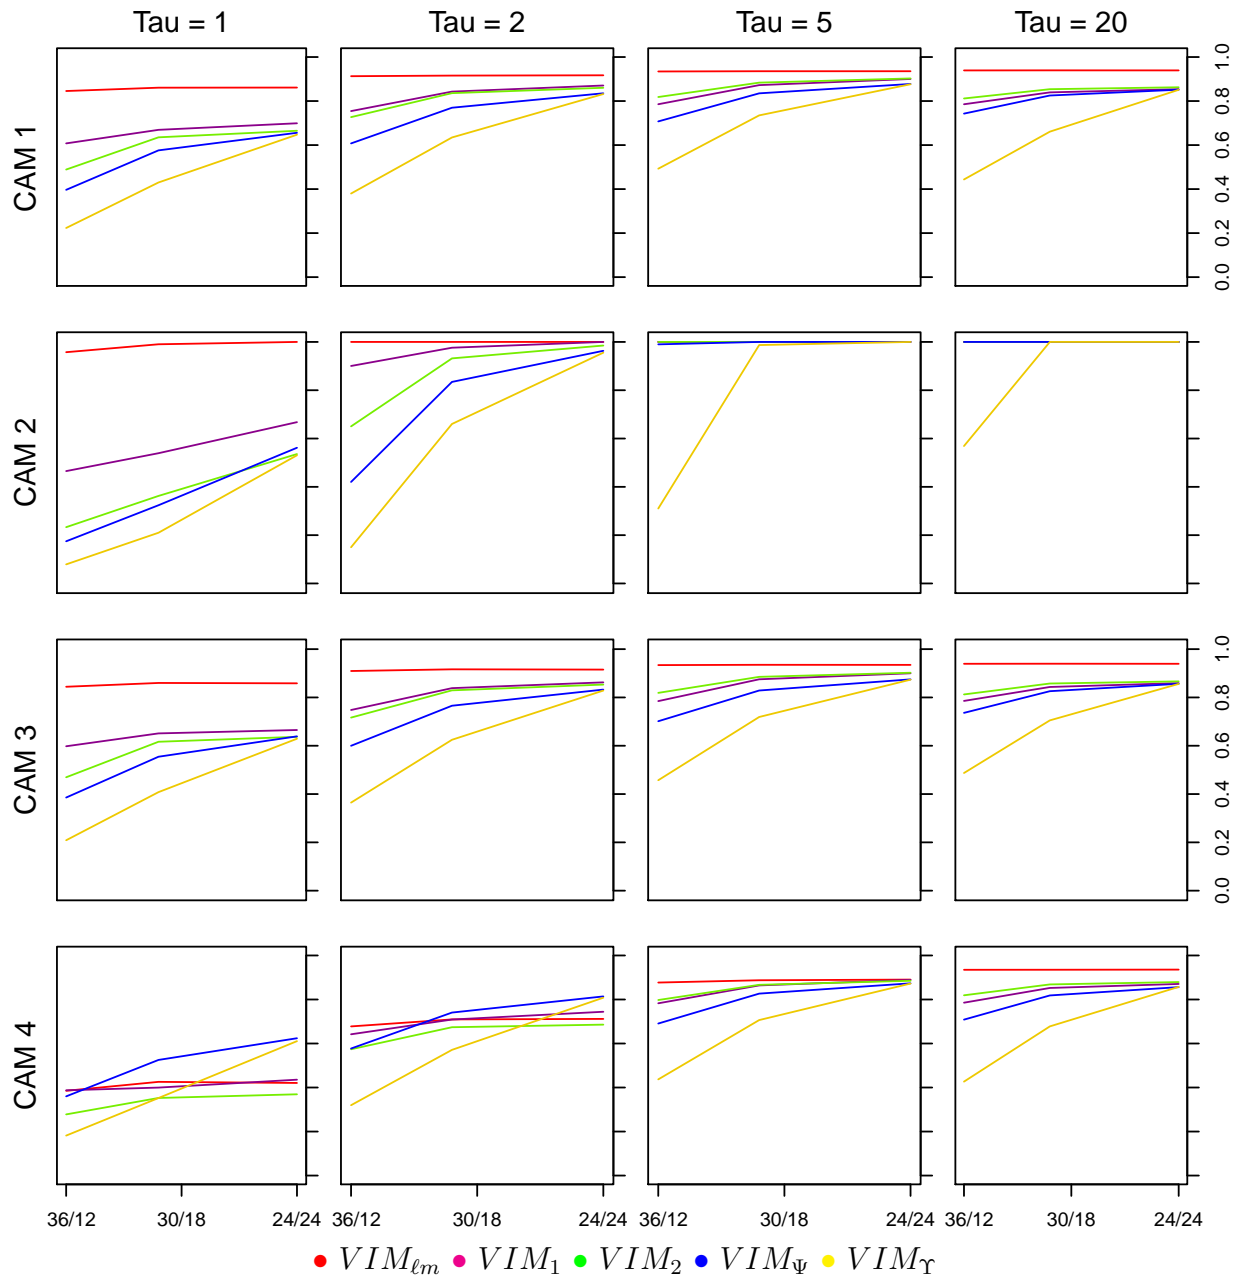 Tau = 1 Tau = 2 Tau = 5 Tau = 20
CAM 1
0.0 0.2 0.4 0.6 0.8 1.0
CAM 2
CAM 3
0.0 0.2 0.4 0.6 0.8 1.0
CAM 4
36/12 30/18 24/24 36/12 30/18 24/24 36/12 30/18 24/24 36/12 30/18 24/24
VIM_{ℓm} VIM_1 VIM_2 VIM_Ψ VIM_Υ